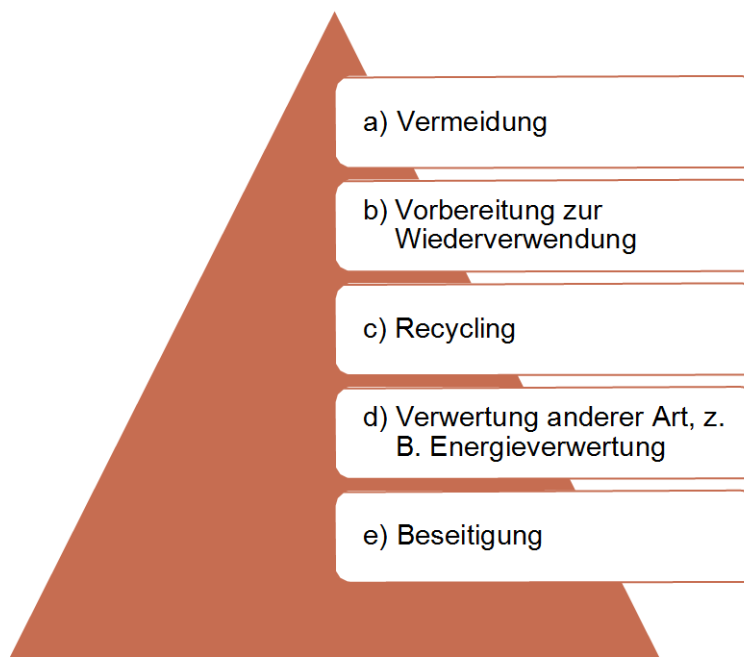 a) Vermeidung
b) Vorbereitung zur
Wiederverwendung
c) Recycling
d) Verwertung anderer Art, z.
B. Energieverwertung
e) Beseitigung